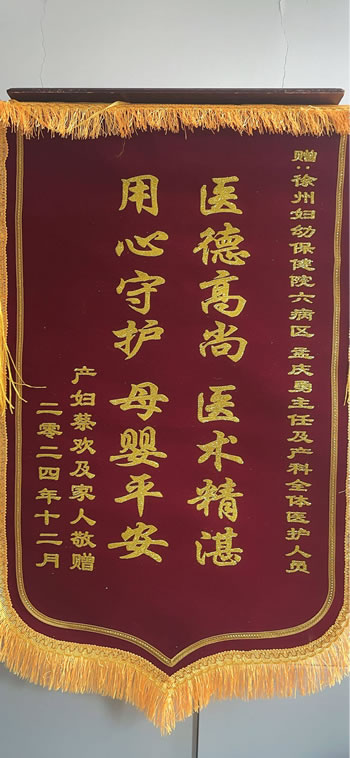 赠:徐州妇幼保健院六病区 孟庆勇主任及产科全体医护人员
医德高尚 医术精湛
用心守护 母婴平安
产妇蔡欢及家人敬赠
二零二四年十二月